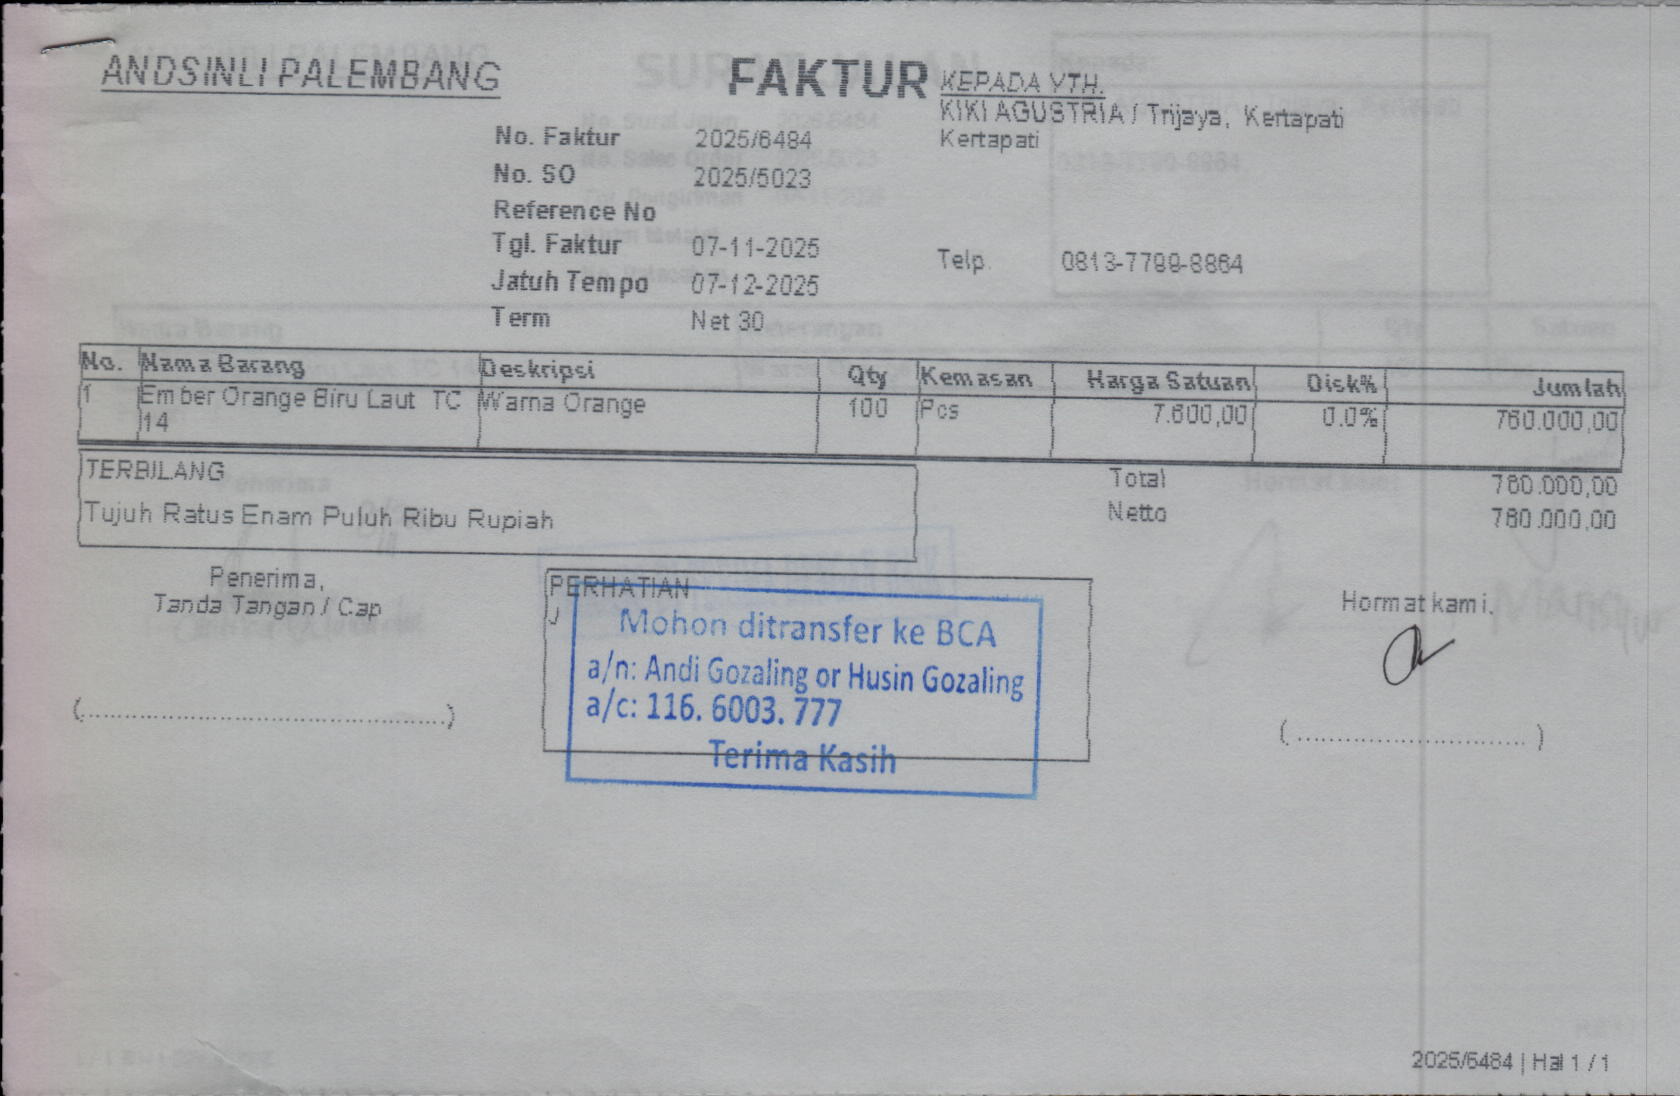 ANDSINLI PALEMBANG
FAKTUR
KEPADA YTH.
KIKI AGUSTRIA / Trijaya, Kertapati
Kertapati
No. Faktur 2025/6484
No. SO 2025/5023
Reference No
Tgl. Faktur 07-11-2025
Telp. 0813-7799-8864
Jatuh Tempo 07-12-2025
Term Net 30
No. Nama Barang Deskripsi Qty Kemasan Harga Satuan Disk% Jumlah
1 Ember Orange Biru Laut TC Warna Orange 100 Pcs 7.600,00 0.0% 760.000,00
14
TERBILANG
Total 760.000,00
Tujuh Ratus Enam Puluh Ribu Rupiah
Netto 760.000,00
Penerima,
Tanda Tangan / Cap
PERHATIAN
Mohon ditransfer ke BCA
a/n: Andi Gozaling or Husin Gozaling
a/c: 116. 6003. 777
Terima Kasih
Hormat kami,
(..............................................)
(.............................)
2025/6484 | Hal 1 / 1